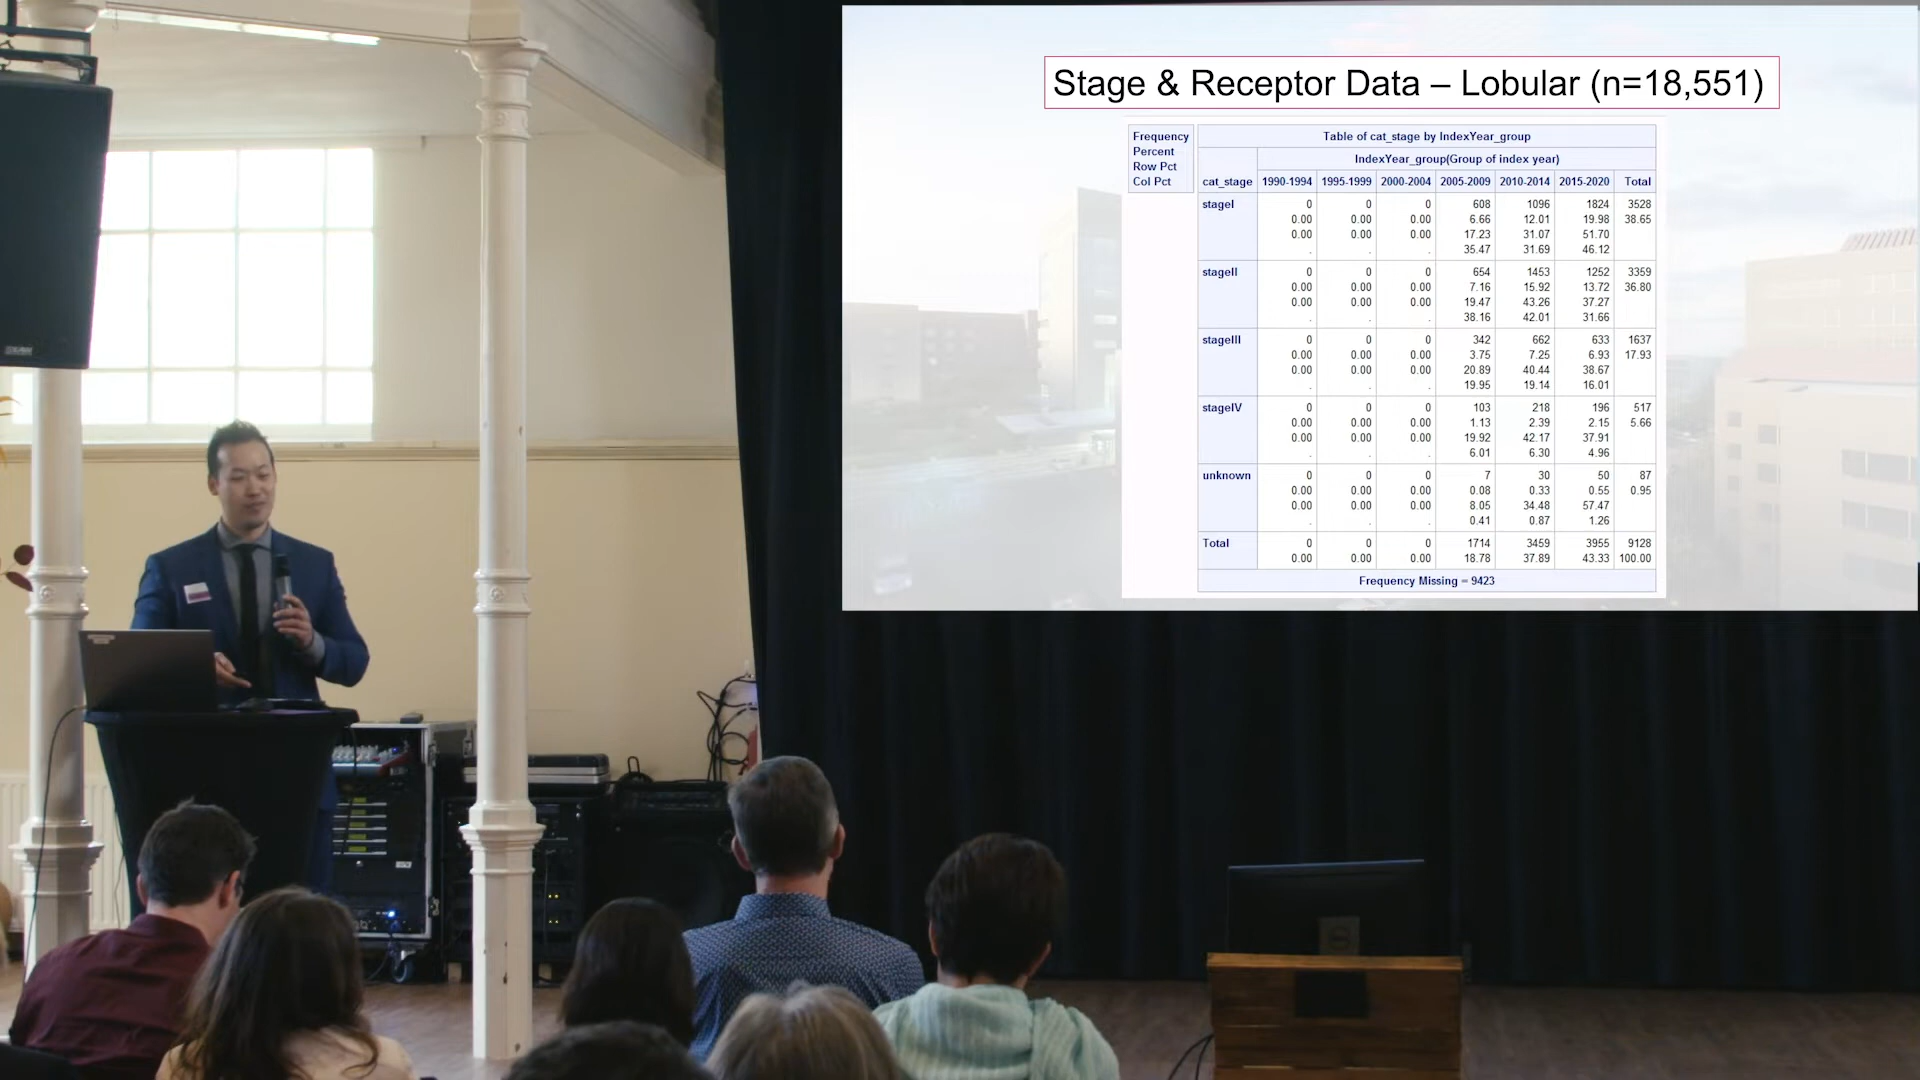 Stage & Receptor Data – Lobular (n=18,551)
Frequency
Percent
Row Pct
Col Pct
Table of cat_stage by IndexYear_group
IndexYear_group(Group of index year)
cat_stage 1990-1994 1995-1999 2000-2004 2005-2009 2010-2014 2015-2020 Total
stageI 0 0 0 608 1096 1824 3528
0.00 0.00 0.00 6.66 12.01 19.98 38.65
0.00 0.00 0.00 17.23 31.07 51.70
. . . 35.47 31.69 46.12
stageII 0 0 0 654 1453 1252 3359
0.00 0.00 0.00 7.16 15.92 13.72 36.80
0.00 0.00 0.00 19.47 43.26 37.27
. . . 38.16 42.01 31.66
stageIII 0 0 0 342 662 633 1637
0.00 0.00 0.00 3.75 7.25 6.93 17.93
0.00 0.00 0.00 20.89 40.44 38.67
. . . 19.95 19.14 16.01
stageIV 0 0 0 103 218 196 517
0.00 0.00 0.00 1.13 2.39 2.15 5.66
0.00 0.00 0.00 19.92 42.17 37.91
. . . 6.01 6.30 4.96
unknown 0 0 0 7 30 50 87
0.00 0.00 0.00 0.08 0.33 0.55 0.95
0.00 0.00 0.00 8.05 34.48 57.47
. . . 0.41 0.87 1.26
Total 0 0 0 1714 3459 3955 9128
0.00 0.00 0.00 18.78 37.89 43.33 100.00
Frequency Missing = 9423